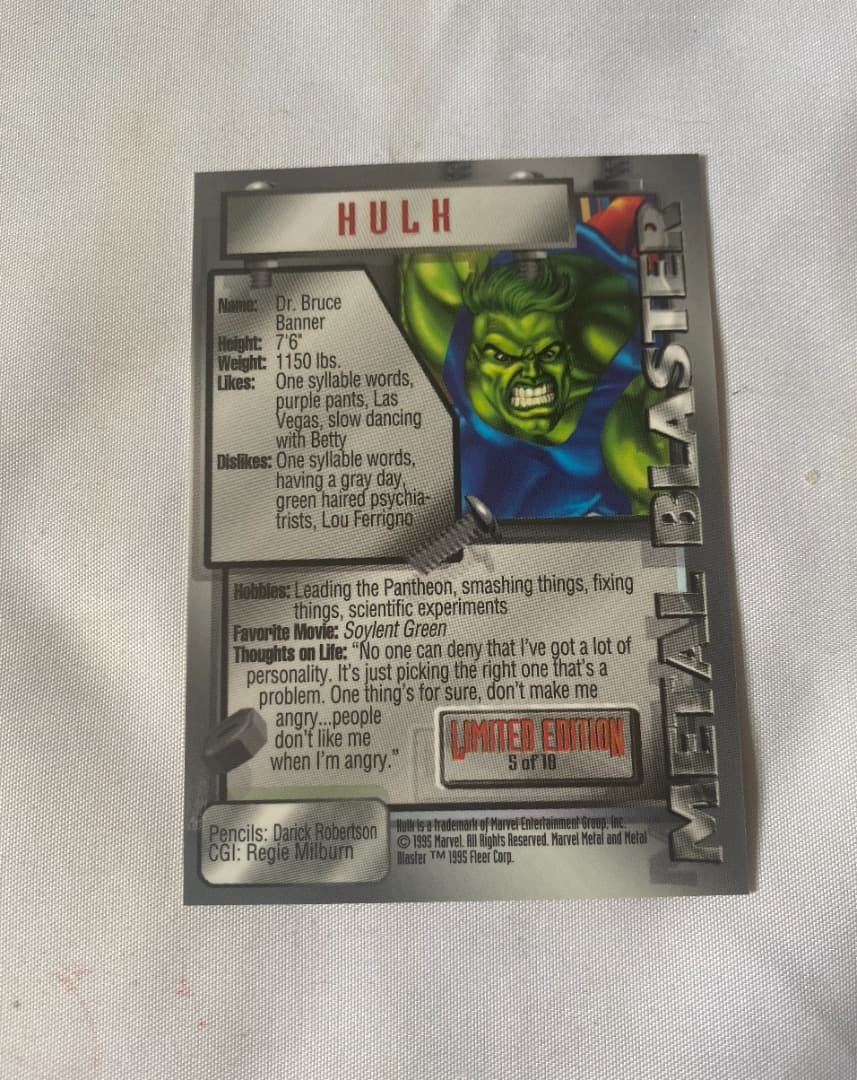 HULK
Name: Dr. Bruce
Banner
Height: 7'6"
Weight: 1150 lbs.
Likes: One syllable words,
purple pants, Las
Vegas, slow dancing
with Betty
Dislikes: One syllable words,
having a gray day,
green haired psychia-
trists, Lou Ferrigno
METAL BLASTER
Hobbies: Leading the Pantheon, smashing things, fixing
things, scientific experiments
Favorite Movie: Soylent Green
Thoughts on Life: "No one can deny that I've got a lot of
personality. It's just picking the right one that's a
problem. One thing's for sure, don't make me
angry...people
don't like me
when I'm angry."
LIMITED EDITION
5 of 18
Pencils: Darick Robertson
CGI: Regie Milburn
Hulk is a trademark of Marvel Entertainment Group, Inc.
© 1995 Marvel. All Rights Reserved. Marvel Metal and Metal
Blaster TM 1995 Fleer Corp.